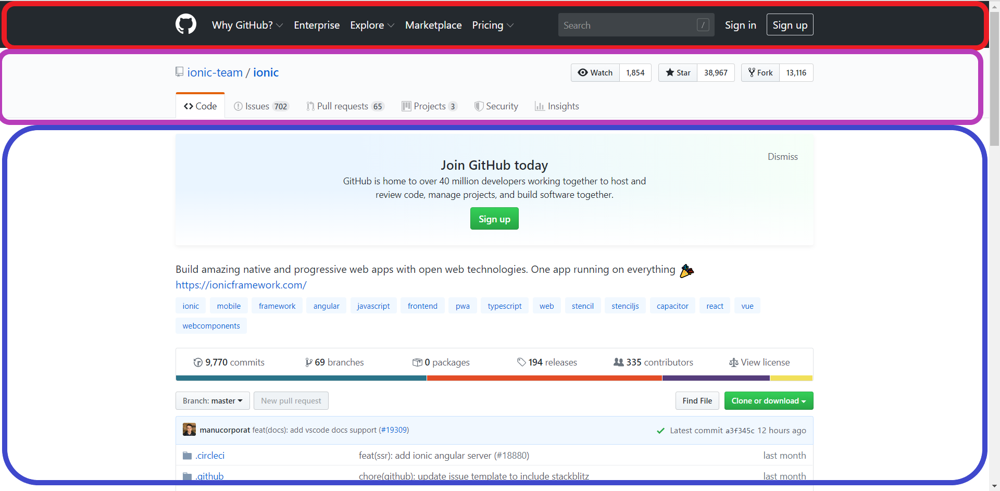 Why GitHub? Enterprise Explore Marketplace Pricing Search / Sign in Sign up
ionic-team / ionic Watch 1,854 Star 38,967 Fork 13,116
Code Issues 702 Pull requests 65 Projects 3 Security Insights
Dismiss
Join GitHub today
GitHub is home to over 40 million developers working together to host and
review code, manage projects, and build software together.
Sign up
Build amazing native and progressive web apps with open web technologies. One app running on everything
https://ionicframework.com/
ionic mobile framework angular javascript frontend pwa typescript web stencil stenciljs capacitor react vue
webcomponents
9,770 commits 69 branches 0 packages 194 releases 335 contributors View license
Branch: master New pull request Find File Clone or download
manucorporat feat(docs): add vscode docs support (#19309) Latest commit a3f345c 12 hours ago
.circleci feat(ssr): add ionic angular server (#18880) last month
.github chore(github): update issue template to include stackblitz last month